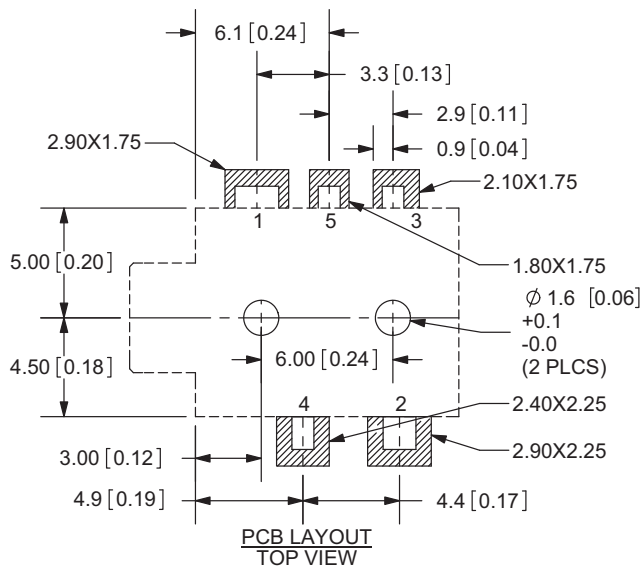 6.1 [0.24]
3.3 [0.13]
2.9 [0.11]
0.9 [0.04]
2.90X1.75
2.10X1.75
1 5 3
5.00 [0.20]
1.80X1.75
Ø 1.6 [0.06]
+0.1
-0.0
(2 PLCS)
6.00 [0.24]
4.50 [0.18]
4 2
2.40X2.25
2.90X2.25
3.00 [0.12]
4.9 [0.19]
4.4 [0.17]
PCB LAYOUT
TOP VIEW